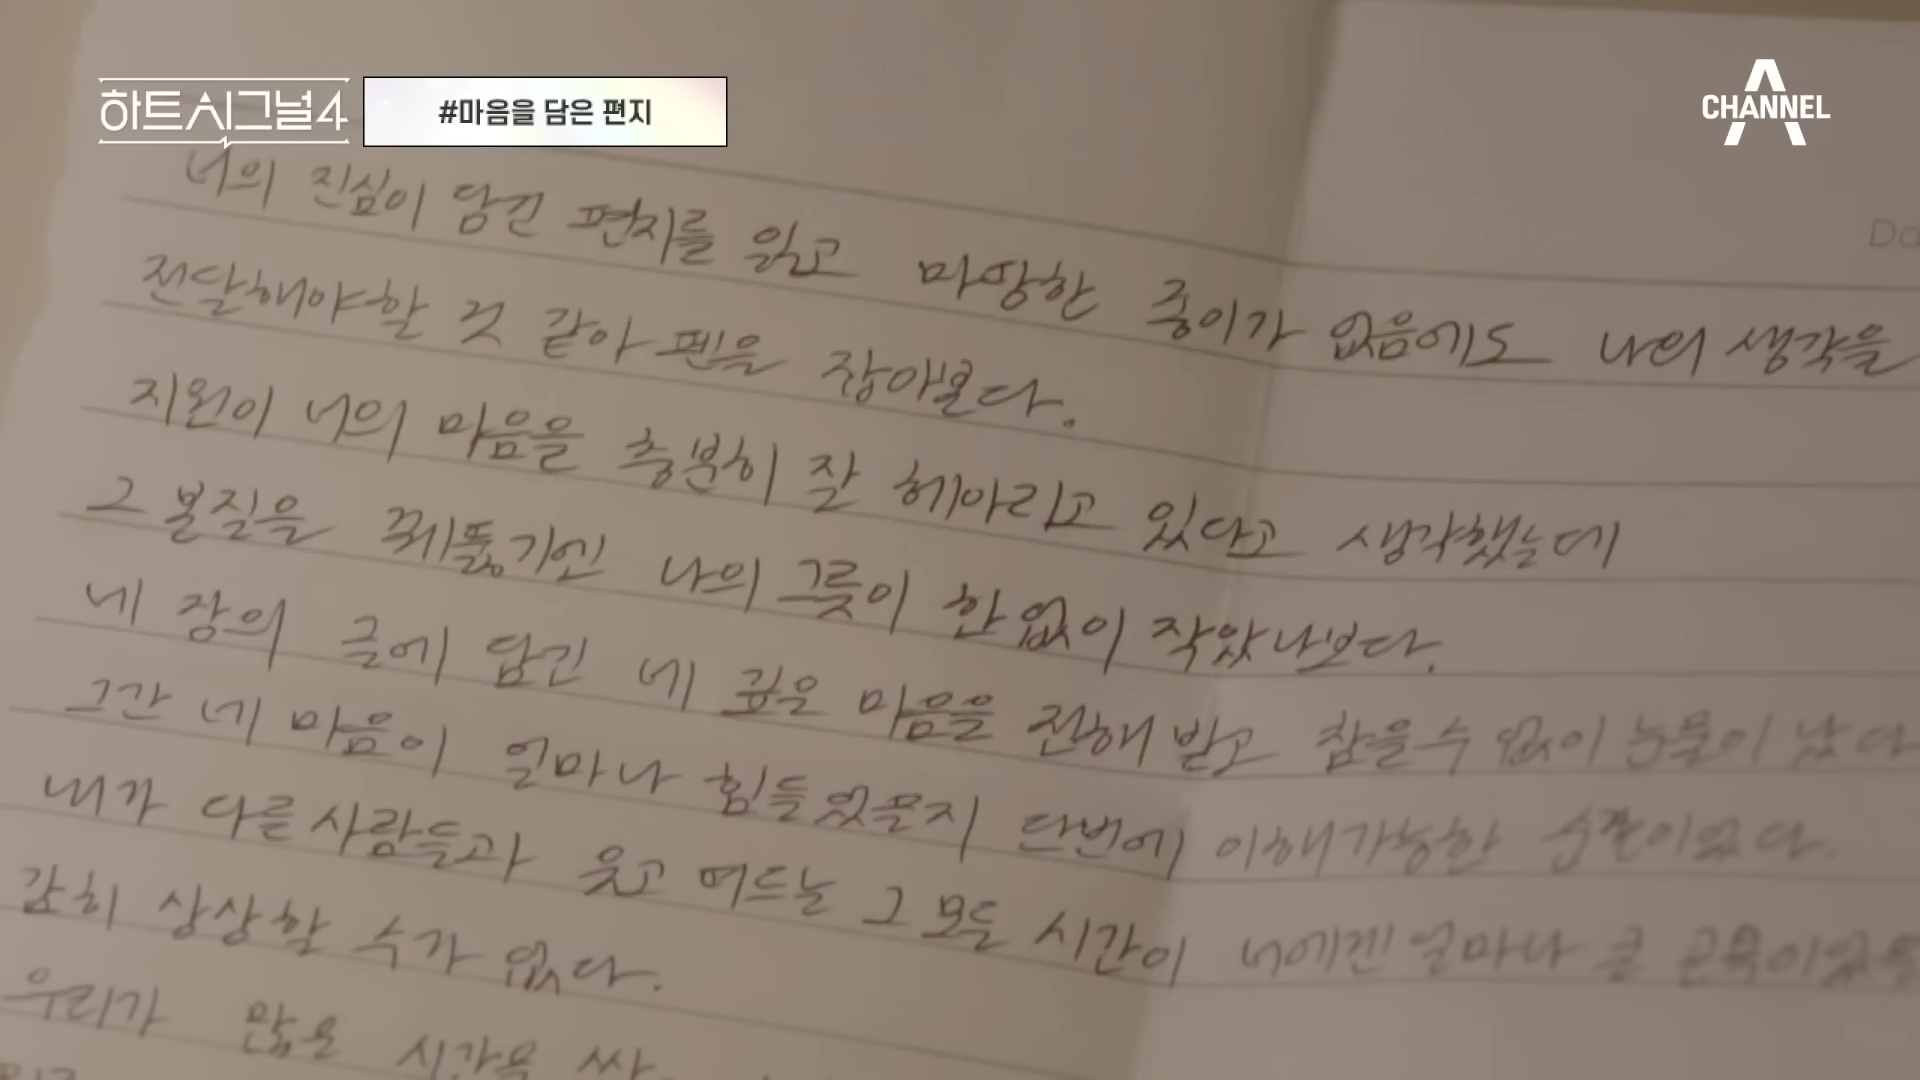 하트시그널4
#마음을 담은 편지
CHANNEL A
너의 진심이 담긴 편지를 읽고 마땅한 종이가 없음에도 나의 생각을
전달해야할 것 같아 펜을 잡아본다.
지원이 너의 마음을 충분히 잘 헤아리고 있다고 생각했는데
그 본질을 꿰뚫기엔 나의 그릇이 한없이 작았나보다.
네 장의 글에 담긴 네 깊은 마음을 전해 받고 참을수 없이 눈물이 났다
그간 네 마음이 얼마나 힘들었을지 단번에 이해가능한 순간이었다.
내가 다른사람들과 웃고 떠드는 그 모든 시간이 너에겐 얼마나 큰
감히 상상할 수가 없다.
우리가 많은 시간을